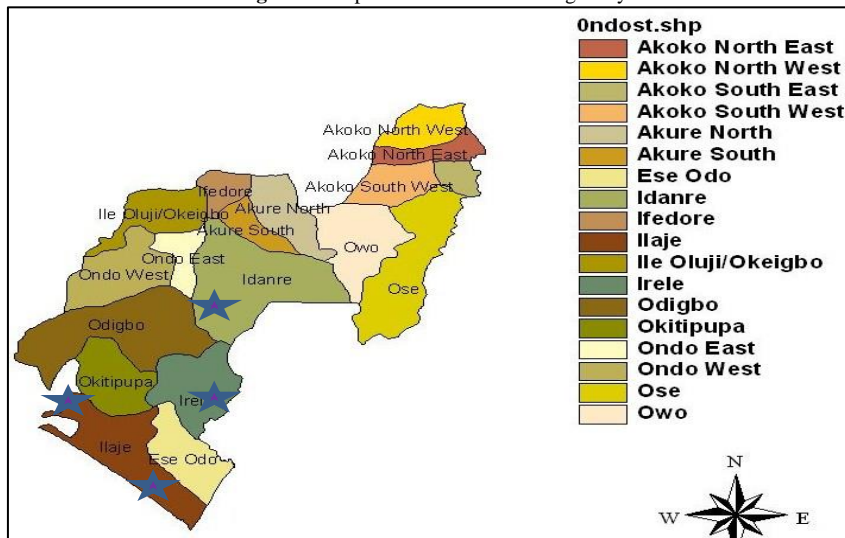 0ndost.shp
Akoko North East
Akoko North West
Akoko South East
Akoko South West
Akure North
Akure South
Ese Odo
Idanre
Ifedore
Ilaje
Ile Oluji/Okeigbo
Irele
Odigbo
Okitipupa
Ondo East
Ondo West
Ose
Owo
Akoko North West
Akoko North East
Akoko South West
Ifedore
Akure North
Ile Oluji/Okeigbo
Akure South
Owo
Ondo East
Ondo West
Idanre
Ose
Odigbo
Okitipupa
Irele
Ilaje
Ese Odo
N
W
E